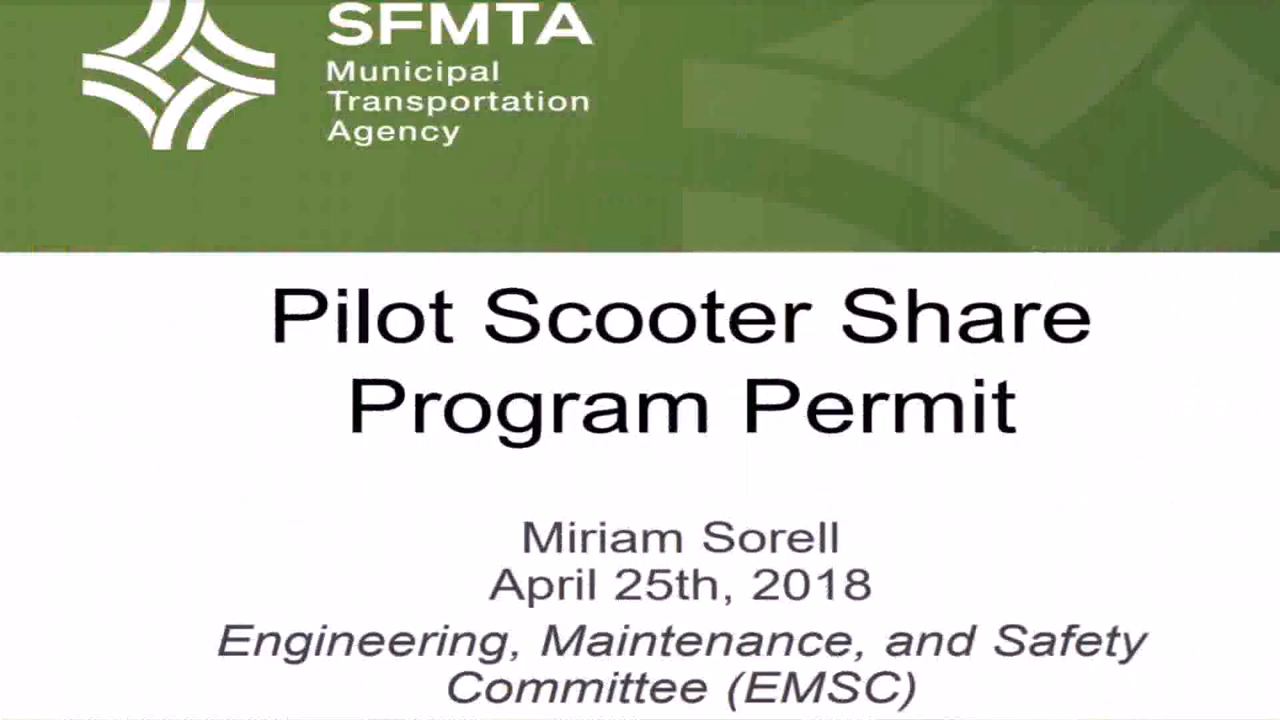 SFMTA
Municipal
Transportation
Agency
Pilot Scooter Share
Program Permit
Miriam Sorell
April 25th, 2018
Engineering, Maintenance, and Safety
Committee (EMSC)